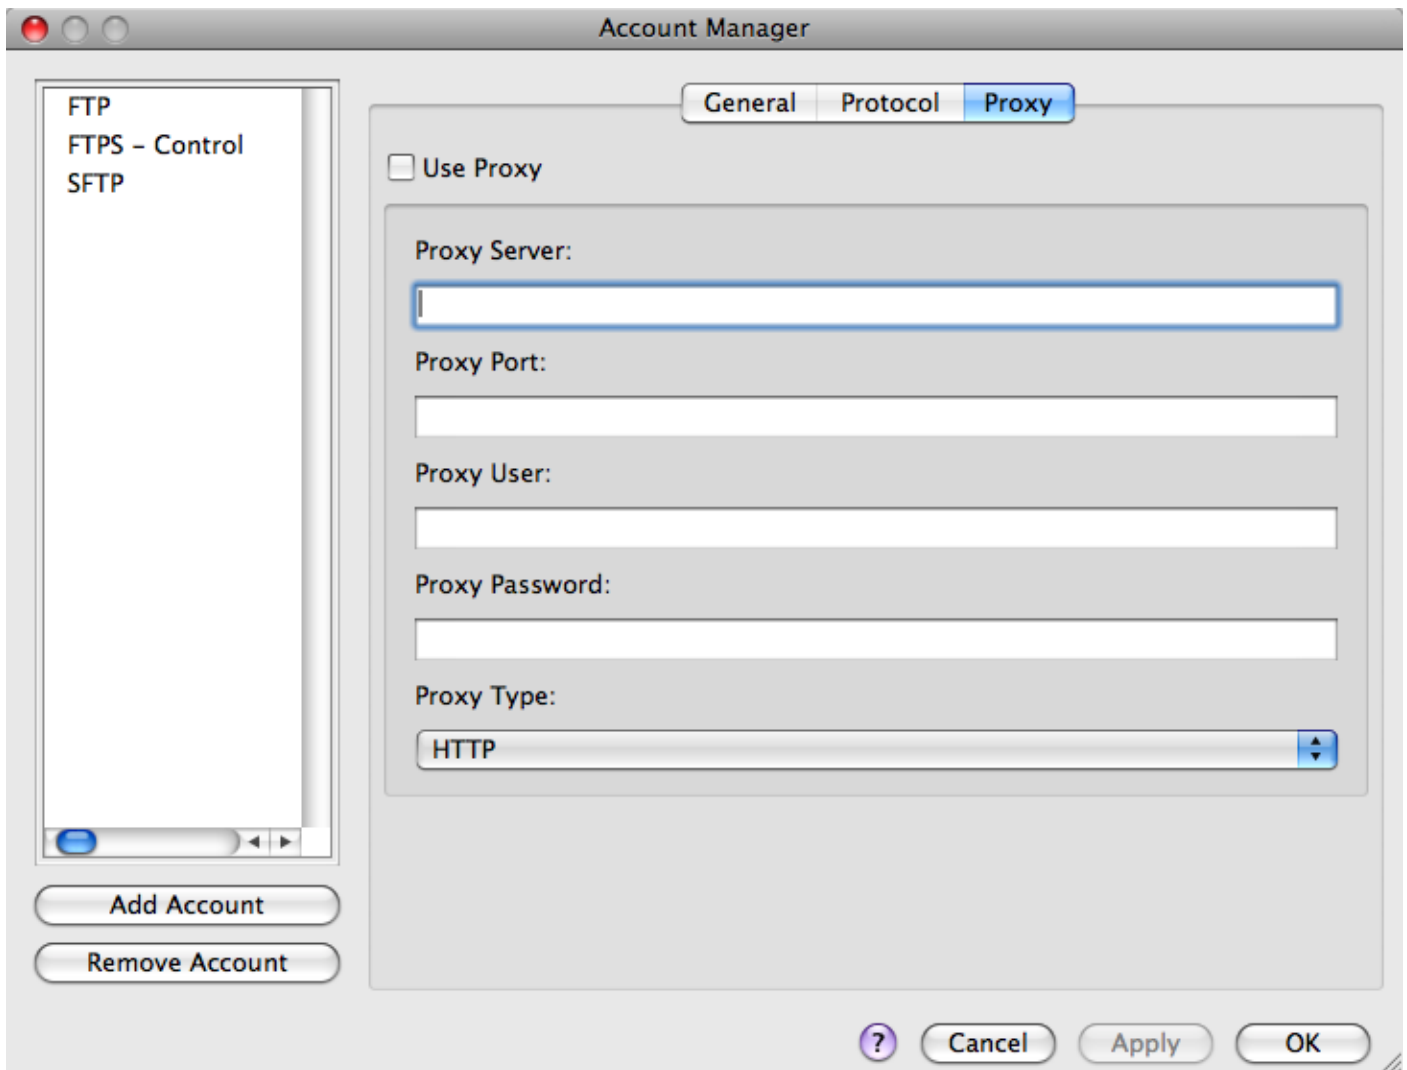 Account Manager
FTP
FTPS – Control
SFTP
General Protocol Proxy
Use Proxy
Proxy Server:
Proxy Port:
Proxy User:
Proxy Password:
Proxy Type:
HTTP
Add Account
Remove Account
? Cancel Apply OK